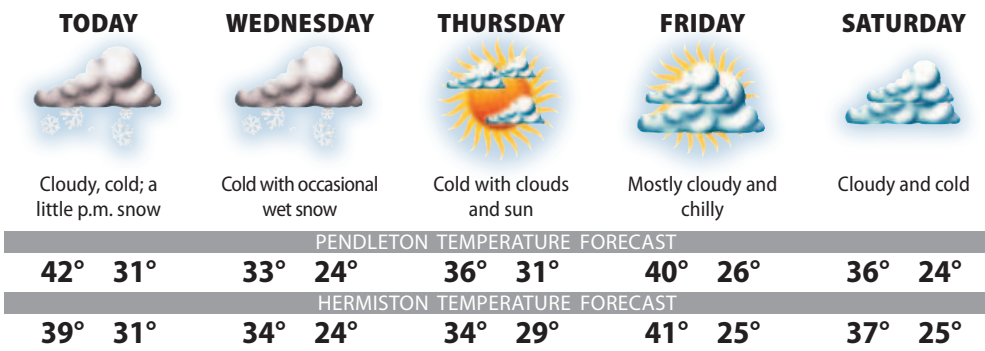 TODAY WEDNESDAY THURSDAY FRIDAY SATURDAY
Cloudy, cold; a Cold with occasional Cold with clouds Mostly cloudy and Cloudy and cold
little p.m. snow wet snow and sun chilly
PENDLETON TEMPERATURE FORECAST
42° 31° 33° 24° 36° 31° 40° 26° 36° 24°
HERMISTON TEMPERATURE FORECAST
39° 31° 34° 24° 34° 29° 41° 25° 37° 25°